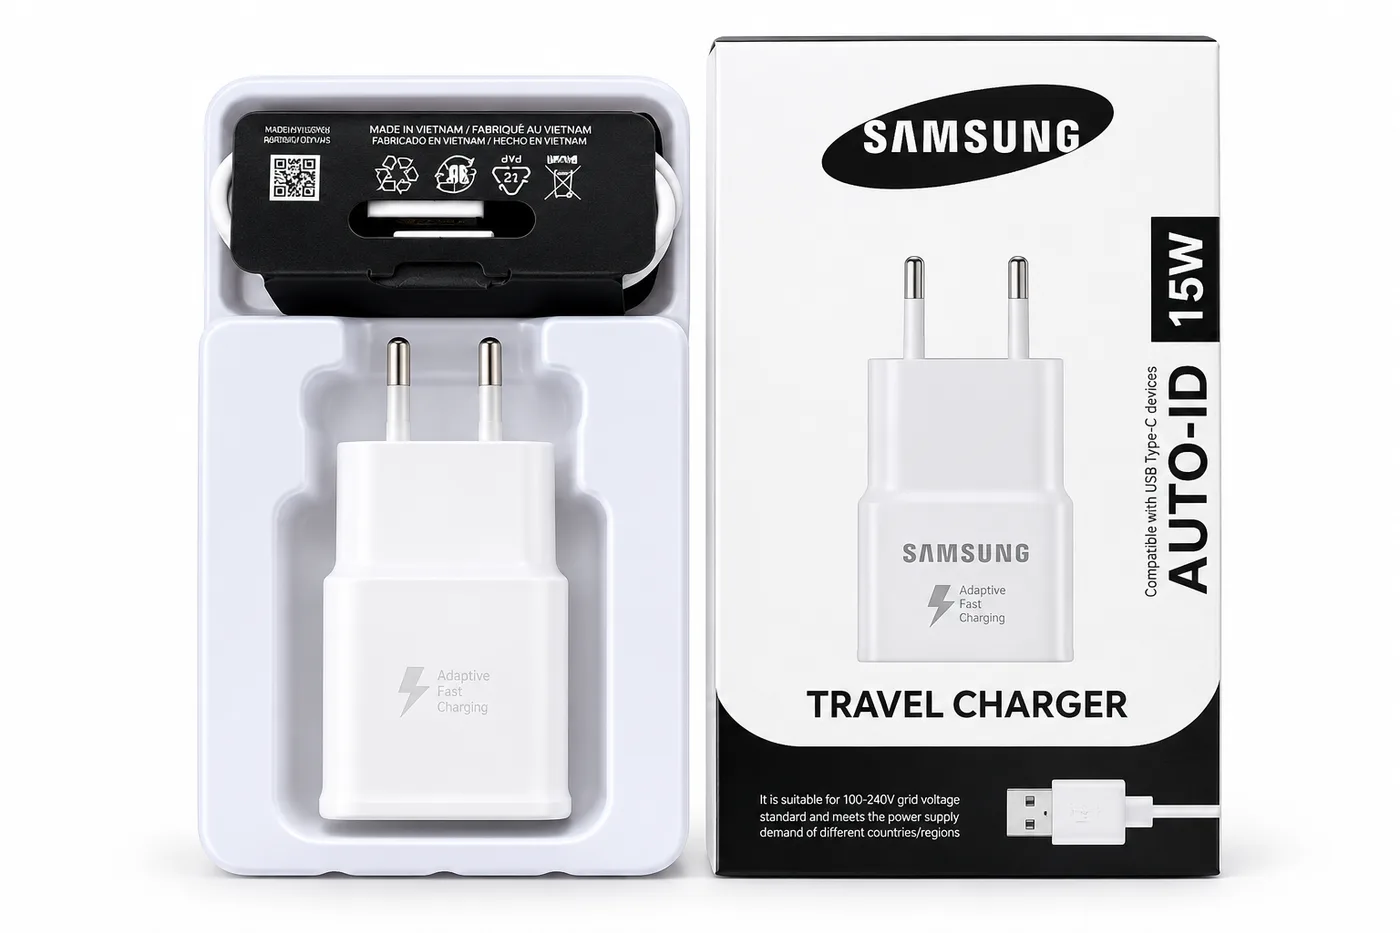 MADE IN VIETNAM / FABRIQUÉ AU VIETNAM
FABRICADO EN VIETNAM / HECHO EN VIETNAM
21
PVP
Adaptive
Fast
Charging
SAMSUNG
15W
AUTO-ID
Compatible with USB Type-C devices
SAMSUNG
Adaptive
Fast
Charging
TRAVEL CHARGER
It is suitable for 100-240V grid voltage
standard and meets the power supply
demand of different countries/regions